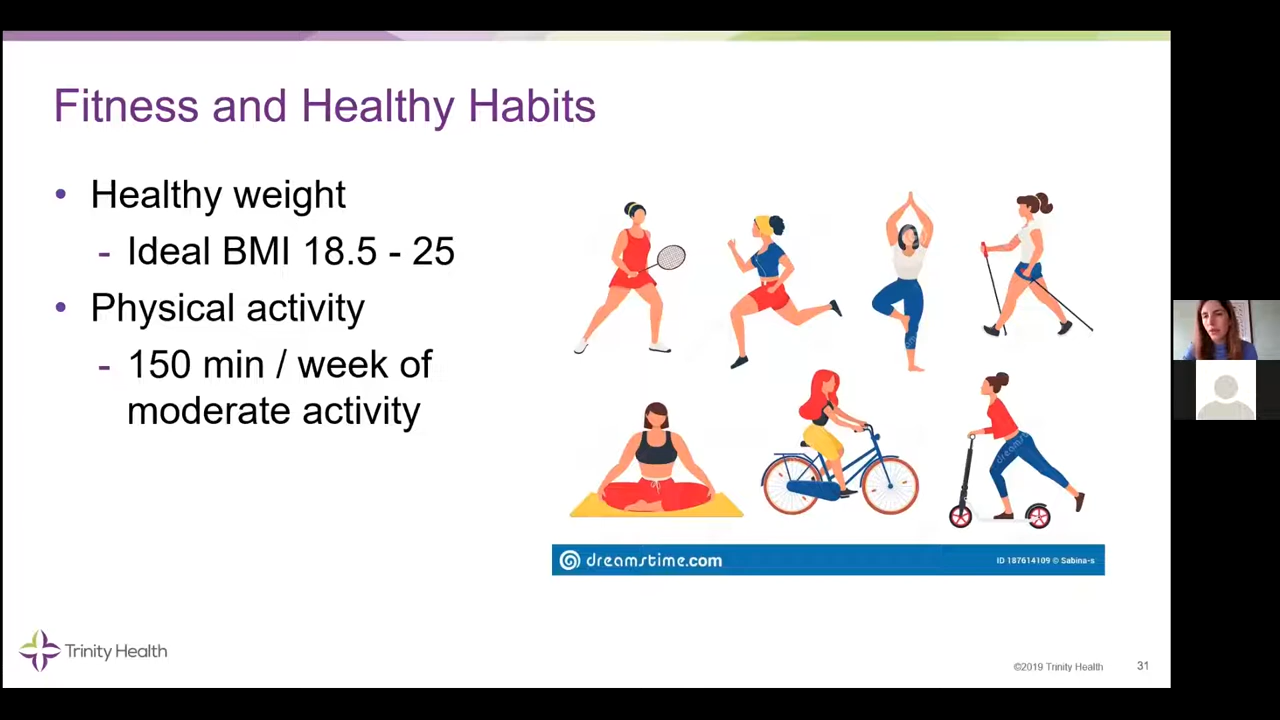 Fitness and Healthy Habits
• Healthy weight
- Ideal BMI 18.5 - 25
• Physical activity
- 150 min / week of
moderate activity
dreamstime
dreamstime.com
ID 187614109 © Sabina-s
Trinity Health
©2019 Trinity Health
31